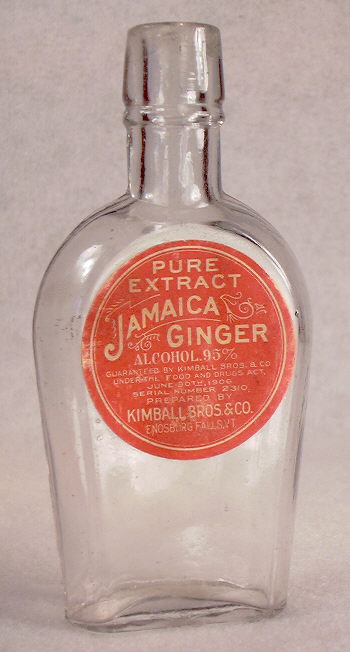 PURE
EXTRACT
JAMAICA
GINGER
ALCOHOL.95%
GUARANTEED BY KIMBALL BROS. & CO
UNDER THE FOOD AND DRUGS ACT,
JUNE 30TH, 1906.
SERIAL NUMBER 2310.
PREPARED BY
KIMBALL BROS. & CO.
ENOSBURG FALLS, VT